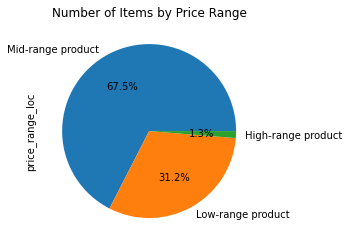 Number of Items by Price Range
Mid-range product
67.5%
price_range_loc
1.3%
High-range product
31.2%
Low-range product